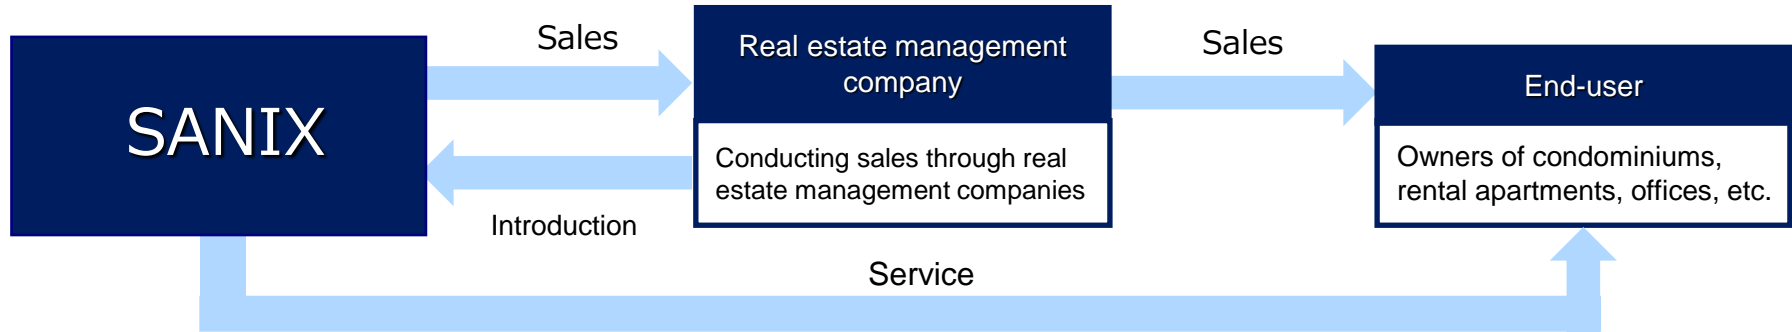 SANIX
Sales
Real estate management
company
Conducting sales through real
estate management companies
Introduction
Sales
End-user
Owners of condominiums,
rental apartments, offices, etc.
Service